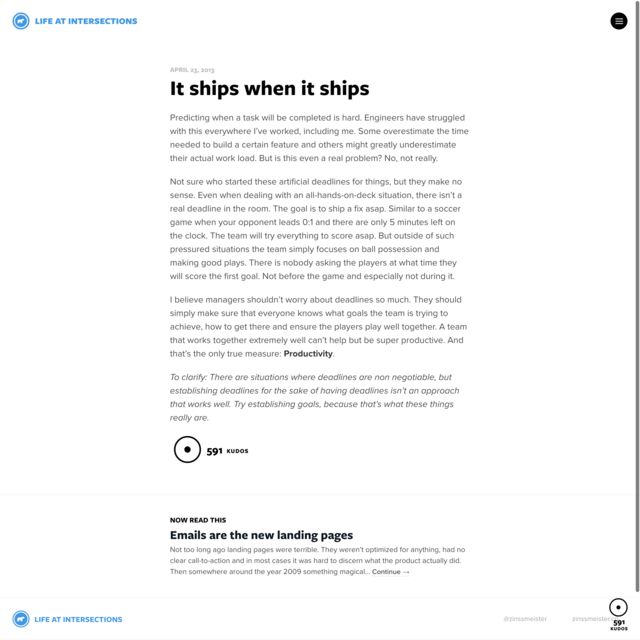 LIFE AT INTERSECTIONS
APRIL 23, 2013
It ships when it ships
Predicting when a task will be completed is hard. Engineers have struggled
with this everywhere I've worked, including me. Some overestimate the time
needed to build a certain feature and others might greatly underestimate
their actual work load. But is this even a real problem? No, not really.
Not sure who started these artificial deadlines for things, but they make no
sense. Even when dealing with an all-hands-on-deck situation, there isn't a
real deadline in the room. The goal is to ship a fix asap. Similar to a soccer
game when your opponent leads 0:1 and there are only 5 minutes left on
the clock. The team will try everything to score asap. But outside of such
pressured situations the team simply focuses on ball possession and
making good plays. There is nobody asking the players at what time they
will score the first goal. Not before the game and especially not during it.
I believe managers shouldn't worry about deadlines so much. They should
simply make sure that everyone knows what goals the team is trying to
achieve, how to get there and ensure the players play well together. A team
that works together extremely well can't help but be super productive. And
that's the only true measure: Productivity.
To clarify: There are situations where deadlines are non negotiable, but
establishing deadlines for the sake of having deadlines isn't an approach
that works well. Try establishing goals, because that's what these things
really are.
591 KUDOS
NOW READ THIS
Emails are the new landing pages
Not too long ago landing pages were terrible. They weren't optimized for anything, had no
clear call-to-action and in most cases it was hard to discern what the product actually did.
Then somewhere around the year 2009 something magical... Continue →
LIFE AT INTERSECTIONS
@zinssmeister
591
KUDOS